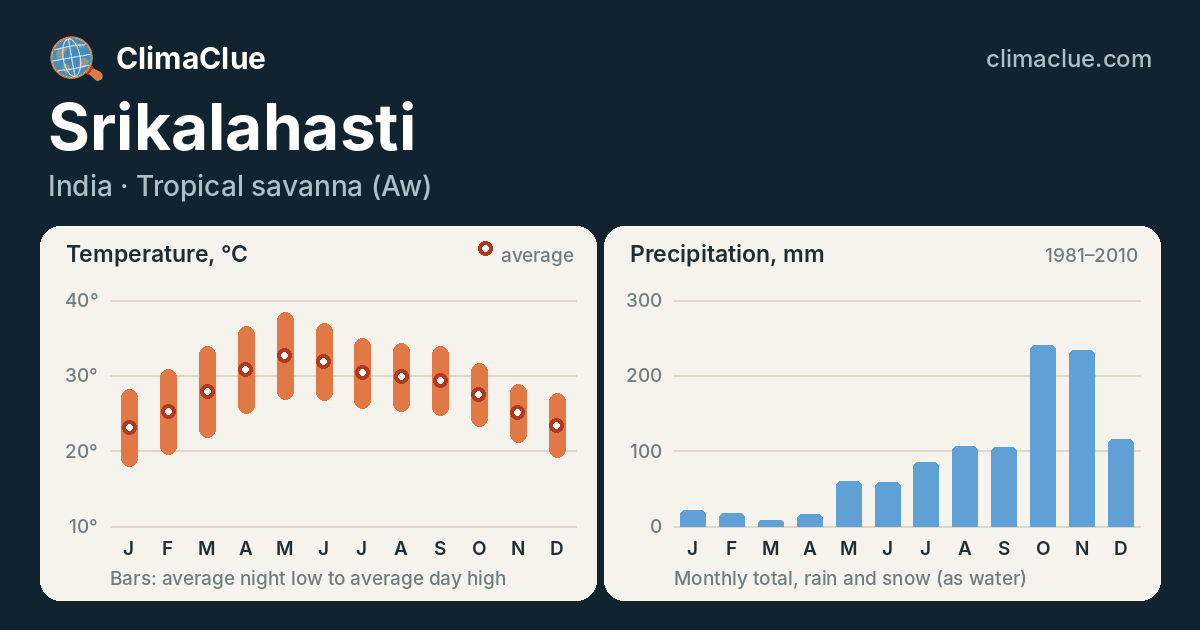 ClimaClue
climaclue.com
Srikalahasti
India · Tropical savanna (Aw)
Temperature, °C
average
40°
30°
20°
10°
J F M A M J J A S O N D
Bars: average night low to average day high
Precipitation, mm
1981–2010
300
200
100
0
J F M A M J J A S O N D
Monthly total, rain and snow (as water)